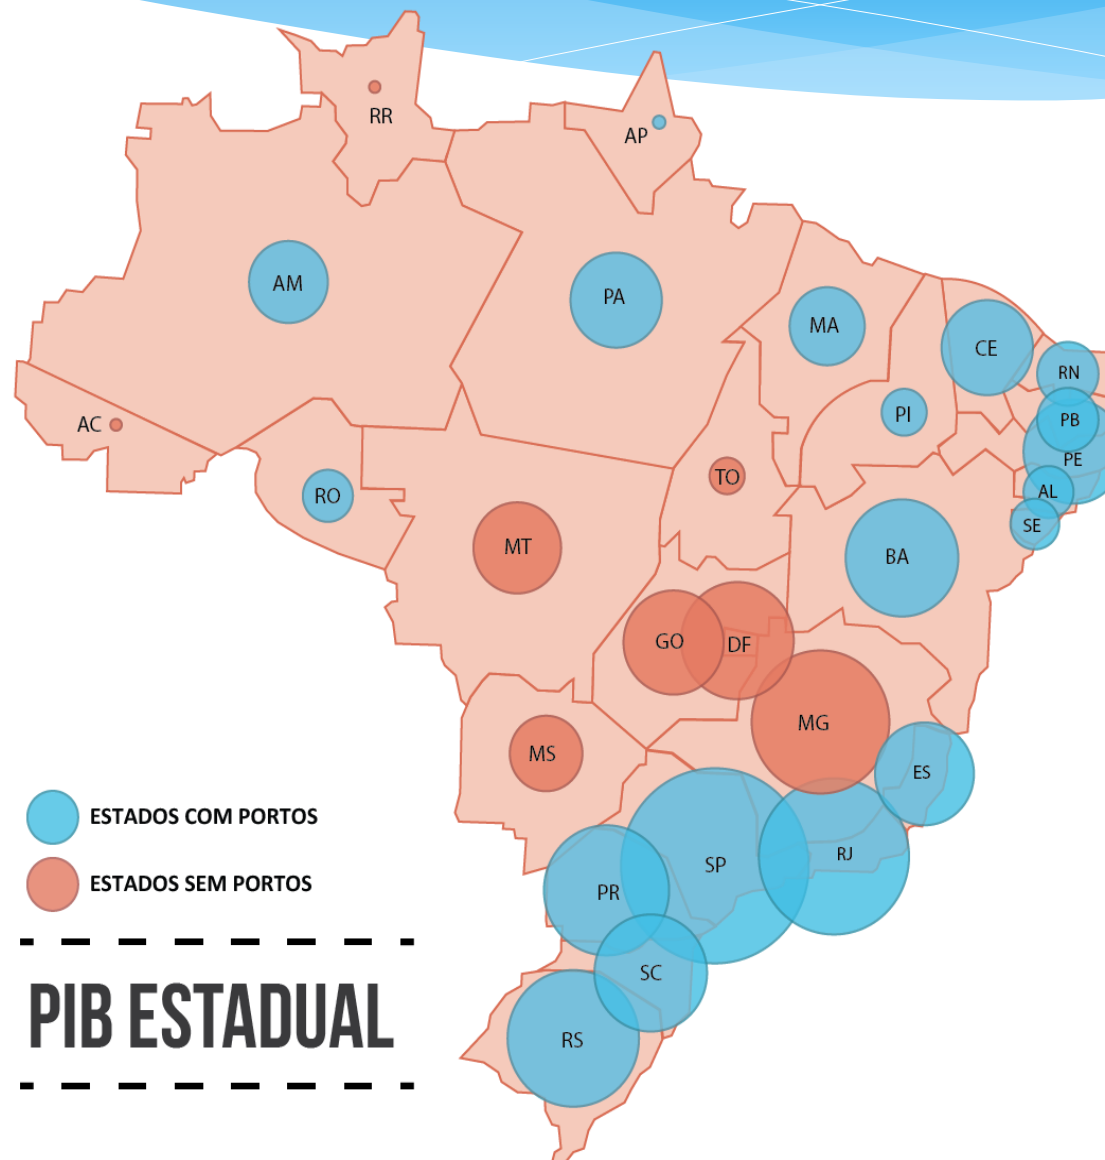 RR
AP
AM
PA
MA
CE
RN
AC
PI
PB
PE
TO
RO
AL
SE
MT
BA
GO
DF
MG
MS
ES
ESTADOS COM PORTOS
SP
RJ
ESTADOS SEM PORTOS
PR
SC
PIB ESTADUAL
RS